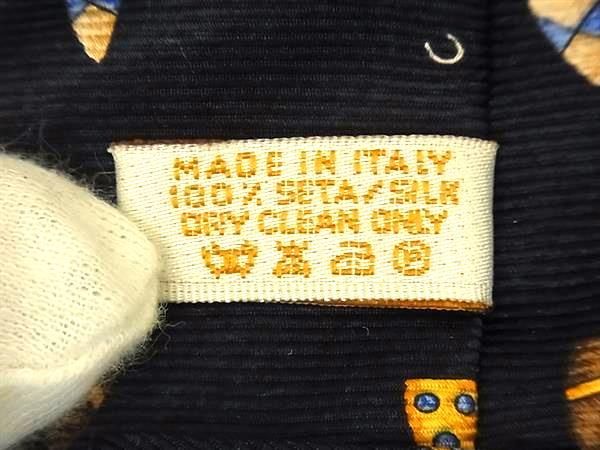 MADE IN ITALY
100% SETA/SILK
DRY CLEAN ONLY
P